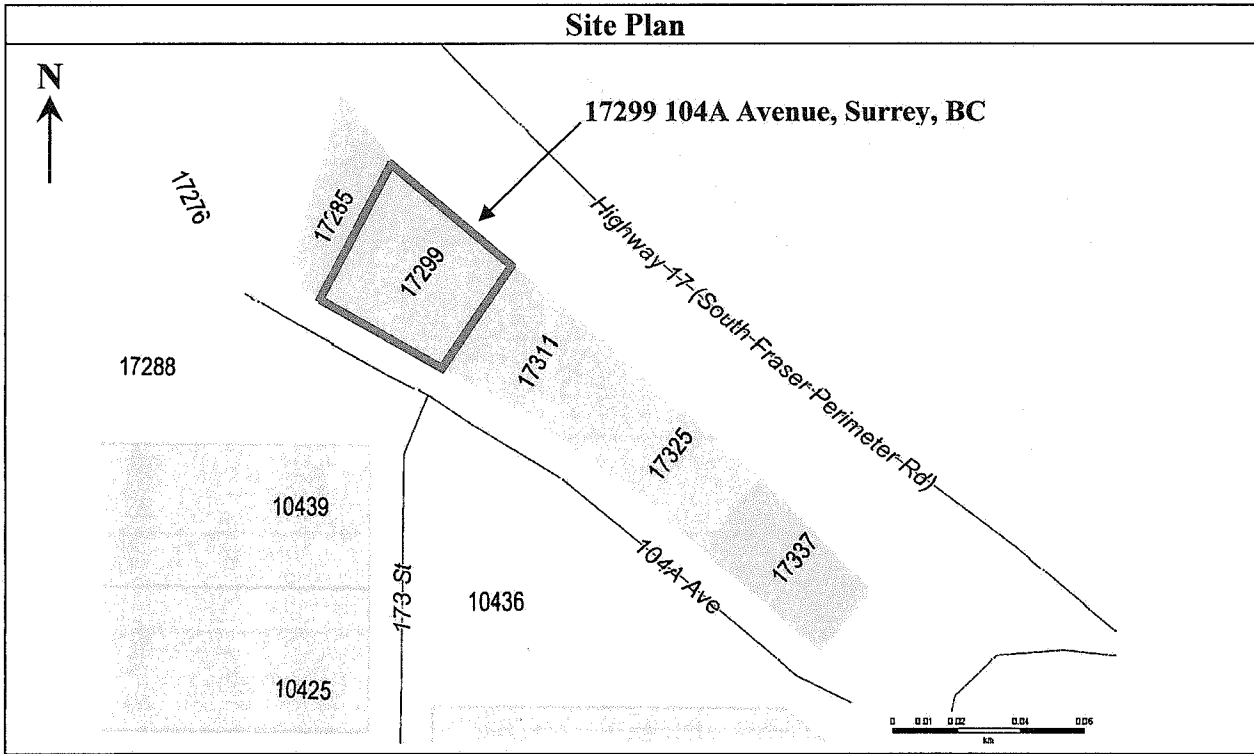 Site Plan
N
17299 104A Avenue, Surrey, BC
17276
17285
17299
Highway 17 (South Fraser Perimeter Rd)
17288
17311
17325
10439
17337
104A Ave
173 St
10436
10425
0 0.01 0.02 0.04 0.06
km